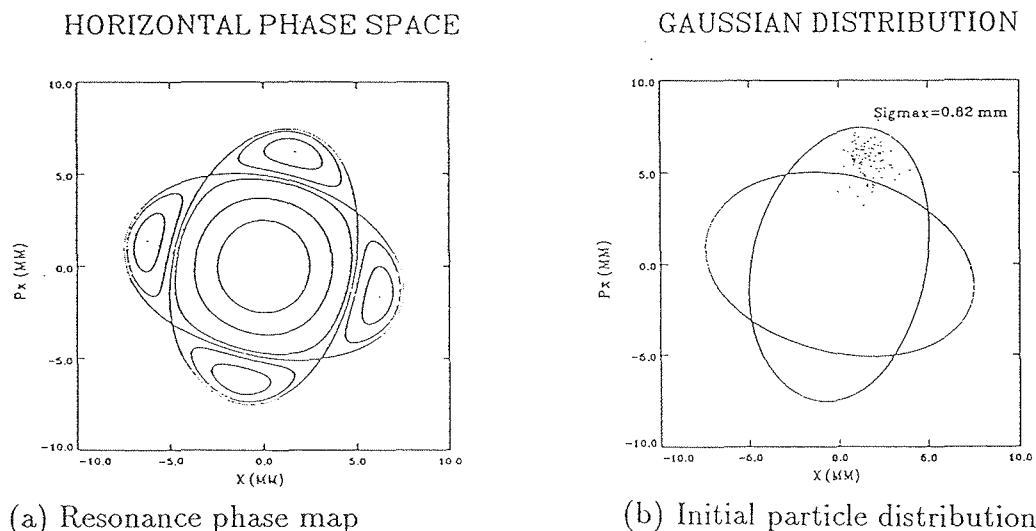 HORIZONTAL PHASE SPACE
10.0
5.0
0.0
-5.0
-10.0
Px (MM)
-10.0 -5.0 0.0 5.0 10.0
X (MM)
(a) Resonance phase map
GAUSSIAN DISTRIBUTION
10.0
Sigmax=0.82 mm
5.0
0.0
-5.0
-10.0
Px (MM)
-10.0 -5.0 0.0 5.0 10.0
X (MM)
(b) Initial particle distribution